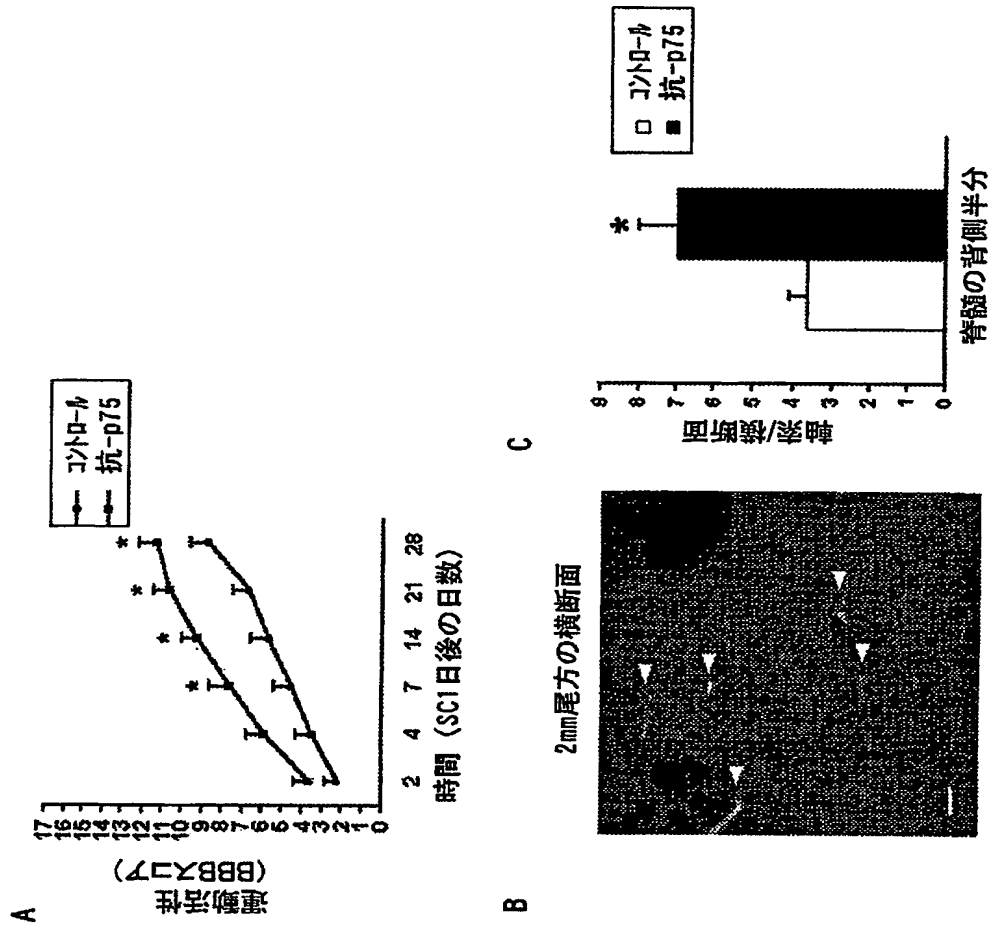 A
運動活性
(BBBスコア)
17
16
15
14
13
12
11
10
9
8
7
6
5
4
3
2
1
0
* * * *
2 4 7 14 21 28
時間 (SC1日後の日数)
コントロール
抗-p75
B
2mm尾方の横断面
C
軸索/横断面
9
8
7
6
5
4
3
2
1
0
*
脊髄の背側半分
コントロール
抗-p75